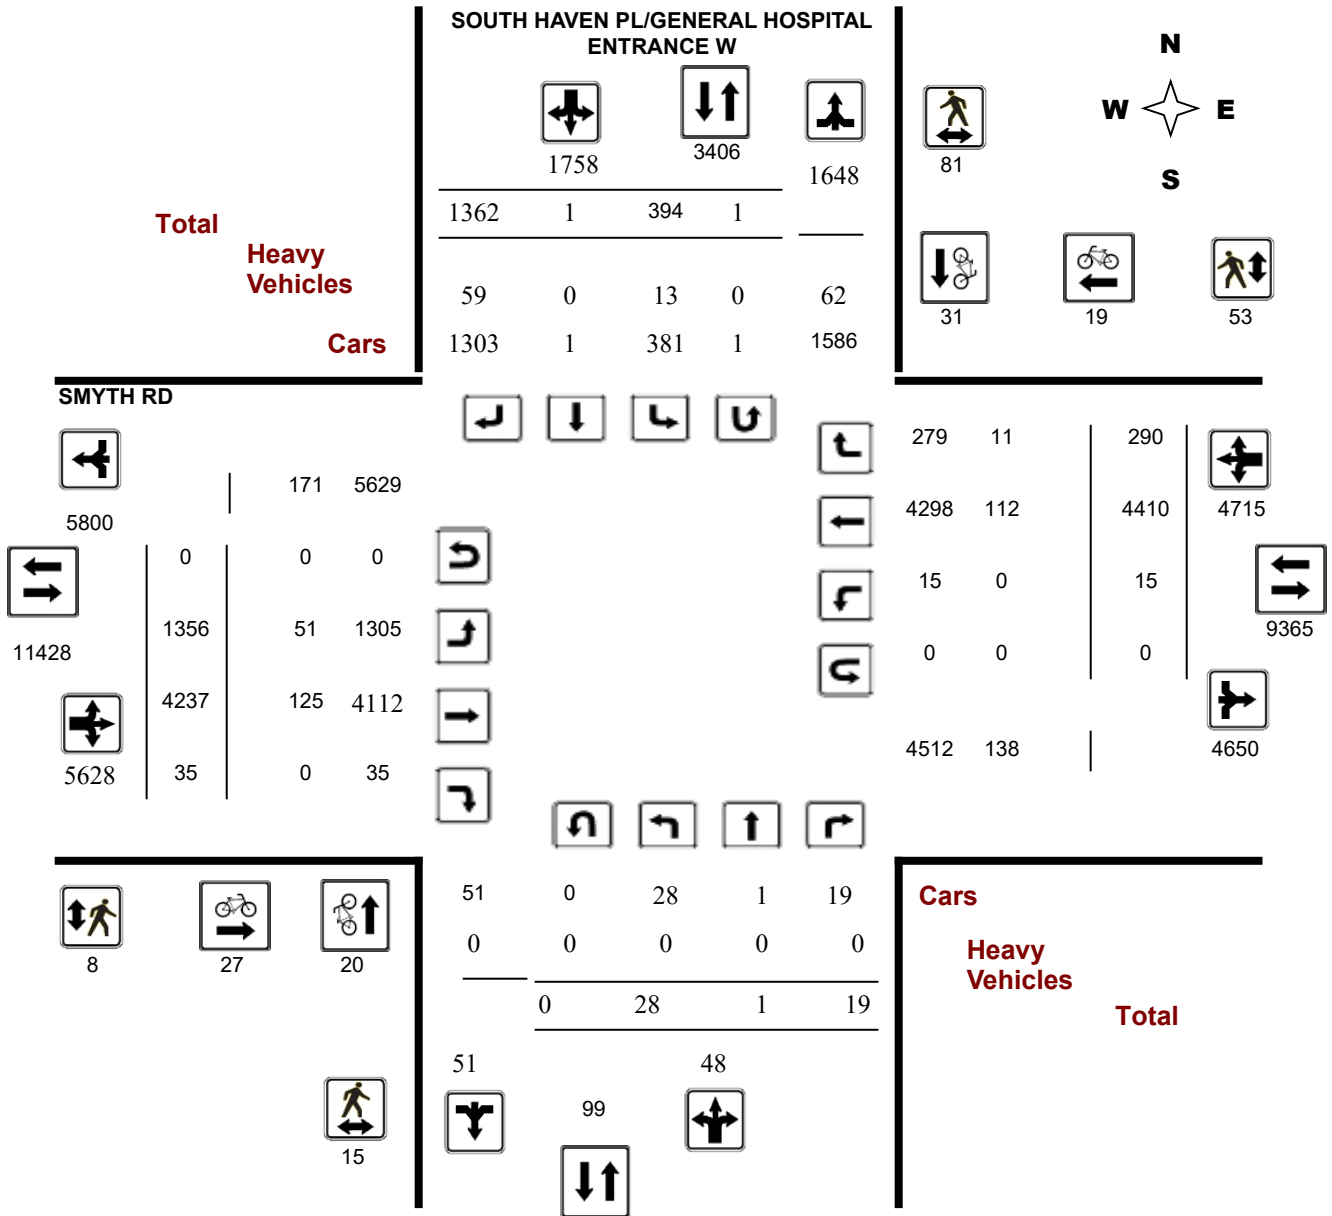 SOUTH HAVEN PL/GENERAL HOSPITAL
ENTRANCE W
N
W E
S
1758 3406 1648 81
1362 1 394 1
Total
Heavy
Vehicles
59 0 13 0 62
31 19 53
Cars 1303 1 381 1 1586
SMYTH RD
279 11 290
171 5629
5800
4298 112 4410 4715
0 0 0
15 0 15
9365
1356 51 1305
11428
0 0 0
4237 125 4112
4512 138 4650
5628 35 0 35
51 0 28 1 19
Cars
0 0 0 0 0
Heavy
Vehicles
8 27 20
0 28 1 19
Total
51 48
99
15